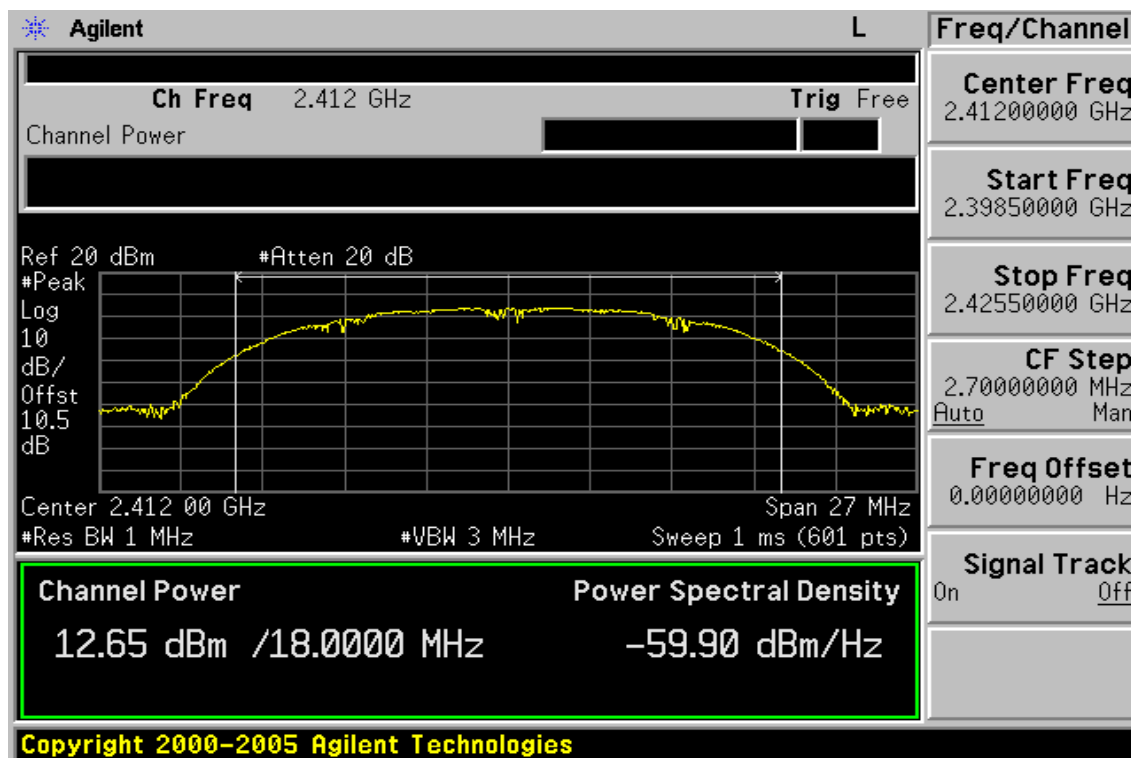 Agilent L Freq/Channel
Ch Freq 2.412 GHz Trig Free
Channel Power
Ref 20 dBm #Atten 20 dB
#Peak
Log
10
dB/
Offst
10.5
dB
Center 2.412 00 GHz Span 27 MHz
#Res BW 1 MHz #VBW 3 MHz Sweep 1 ms (601 pts)
Channel Power Power Spectral Density
12.65 dBm /18.0000 MHz -59.90 dBm/Hz
Copyright 2000-2005 Agilent Technologies
Center Freq
2.41200000 GHz
Start Freq
2.39850000 GHz
Stop Freq
2.42550000 GHz
CF Step
2.70000000 MHz
Auto Man
Freq Offset
0.00000000 Hz
Signal Track
On Off